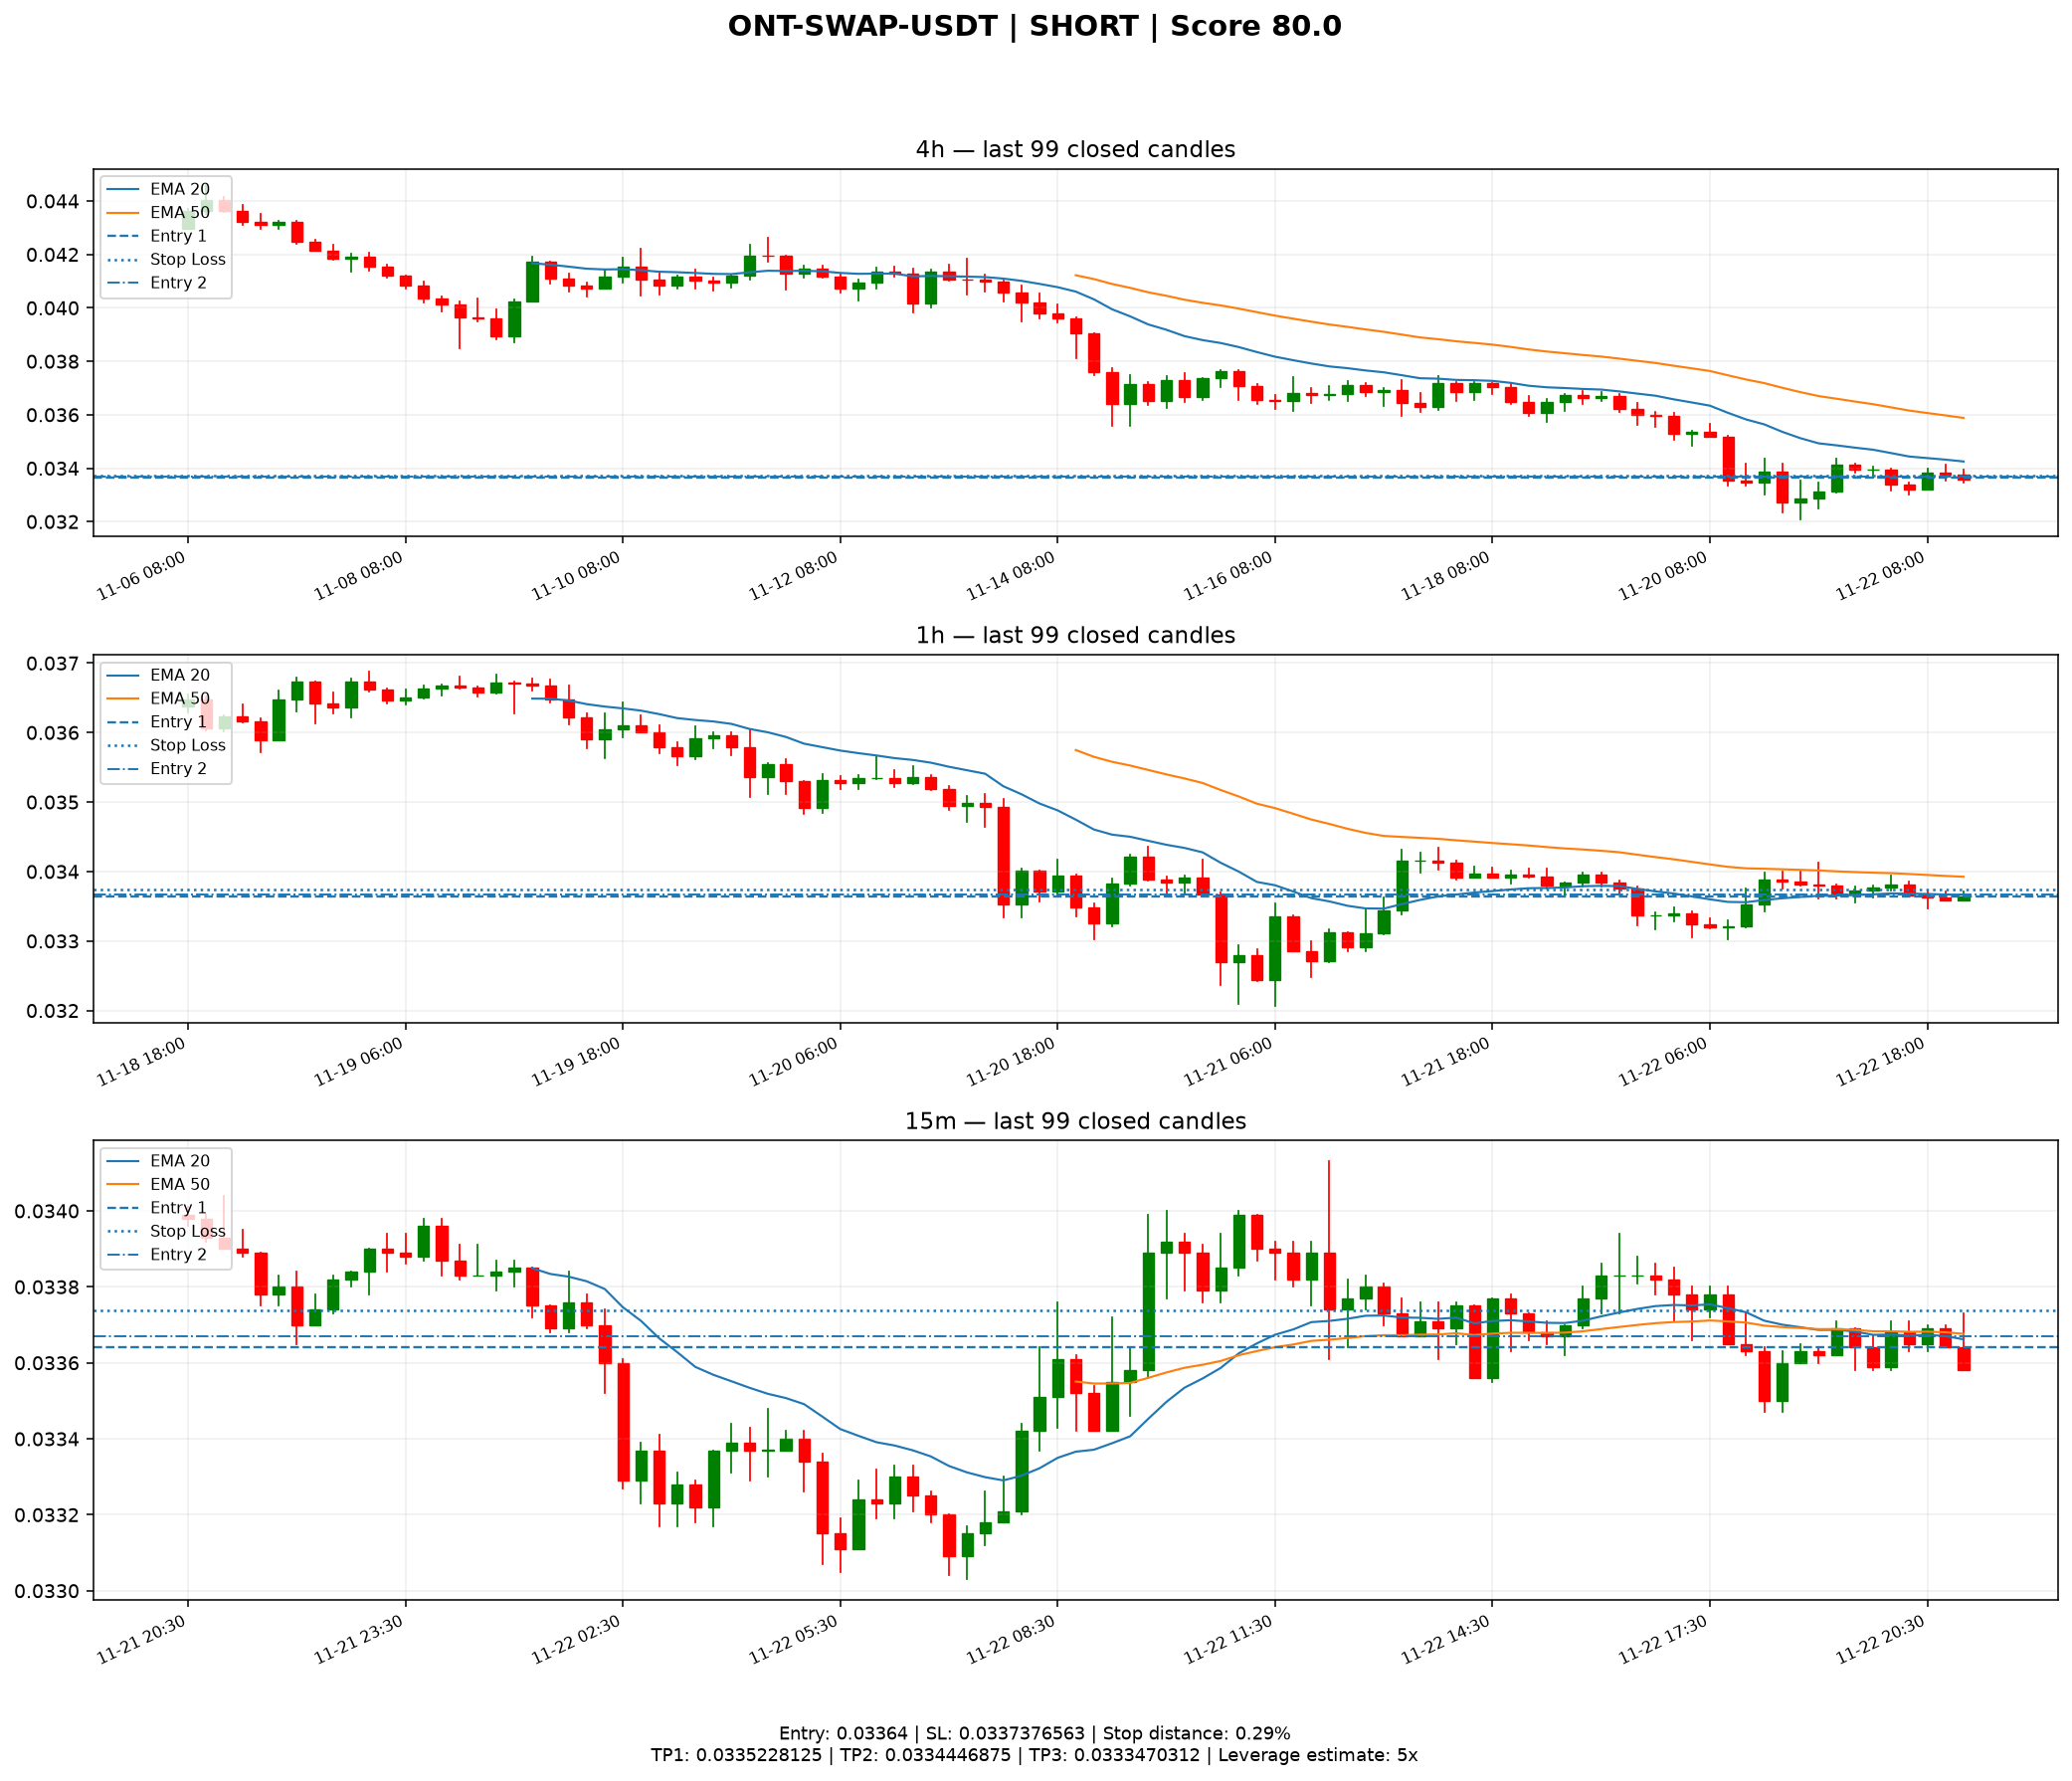 ONT-SWAP-USDT | SHORT | Score 80.0
4h — last 99 closed candles
EMA 20
EMA 50
Entry 1
Stop Loss
Entry 2
0.044
0.042
0.040
0.038
0.036
0.034
0.032
11-06 08:00
11-08 08:00
11-10 08:00
11-12 08:00
11-14 08:00
11-16 08:00
11-18 08:00
11-20 08:00
11-22 08:00
1h — last 99 closed candles
EMA 20
EMA 50
Entry 1
Stop Loss
Entry 2
0.037
0.036
0.035
0.034
0.033
0.032
11-18 18:00
11-19 06:00
11-19 18:00
11-20 06:00
11-20 18:00
11-21 06:00
11-21 18:00
11-22 06:00
11-22 18:00
15m — last 99 closed candles
EMA 20
EMA 50
Entry 1
Stop Loss
Entry 2
0.0340
0.0338
0.0336
0.0334
0.0332
0.0330
11-21 20:30
11-21 23:30
11-22 02:30
11-22 05:30
11-22 08:30
11-22 11:30
11-22 14:30
11-22 17:30
11-22 20:30
Entry: 0.03364 | SL: 0.0337376563 | Stop distance: 0.29%
TP1: 0.0335228125 | TP2: 0.0334446875 | TP3: 0.0333470312 | Leverage estimate: 5x